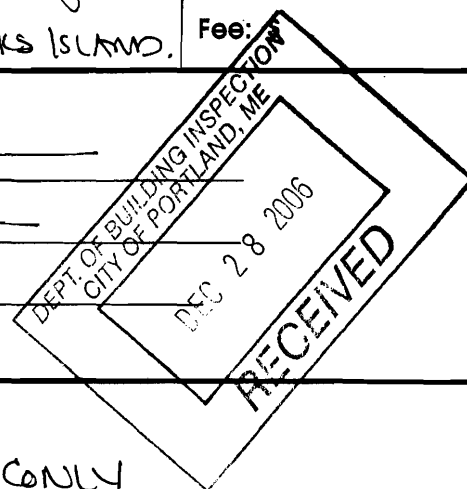 KS ISLAND.
Fee: $
DEPT. OF BUILDING INSPECTION
CITY OF PORTLAND, ME
DEC 28 2006
RECEIVED
ONLY